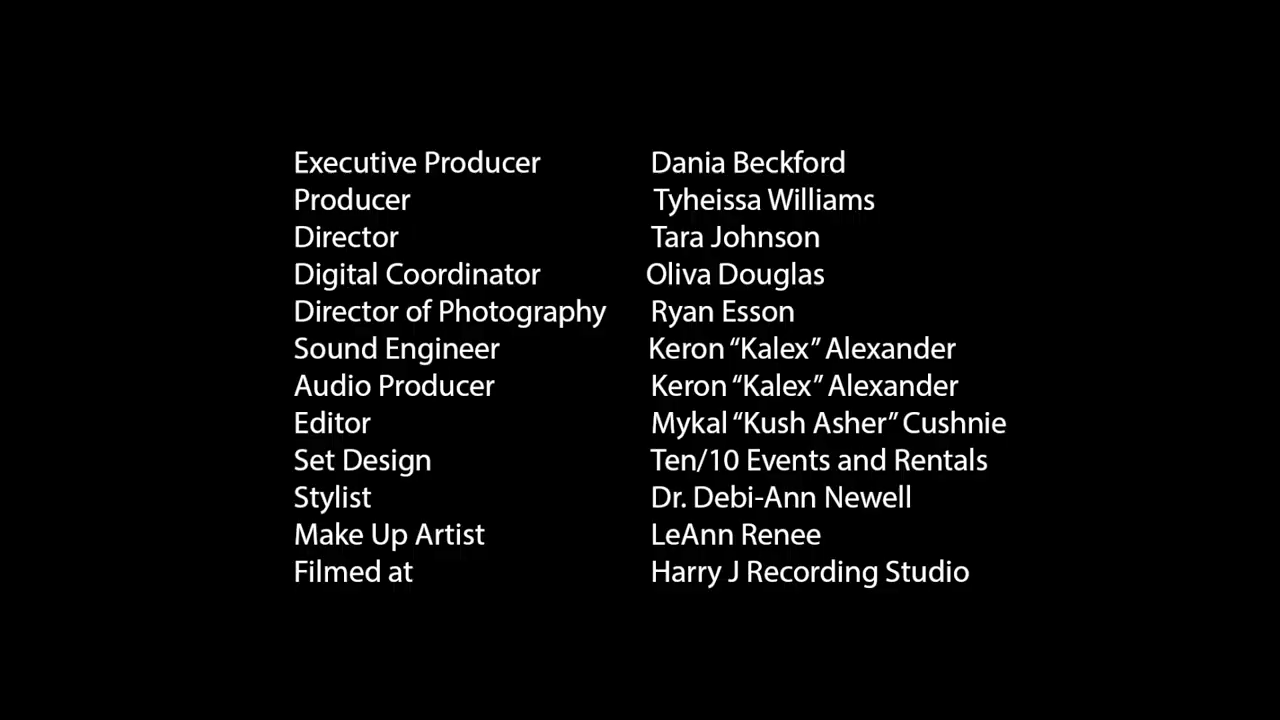 Executive Producer Dania Beckford
Producer Tyheissa Williams
Director Tara Johnson
Digital Coordinator Oliva Douglas
Director of Photography Ryan Esson
Sound Engineer Keron “Kalex” Alexander
Audio Producer Keron “Kalex” Alexander
Editor Mykal “Kush Asher” Cushnie
Set Design Ten/10 Events and Rentals
Stylist Dr. Debi-Ann Newell
Make Up Artist LeAnn Renee
Filmed at Harry J Recording Studio